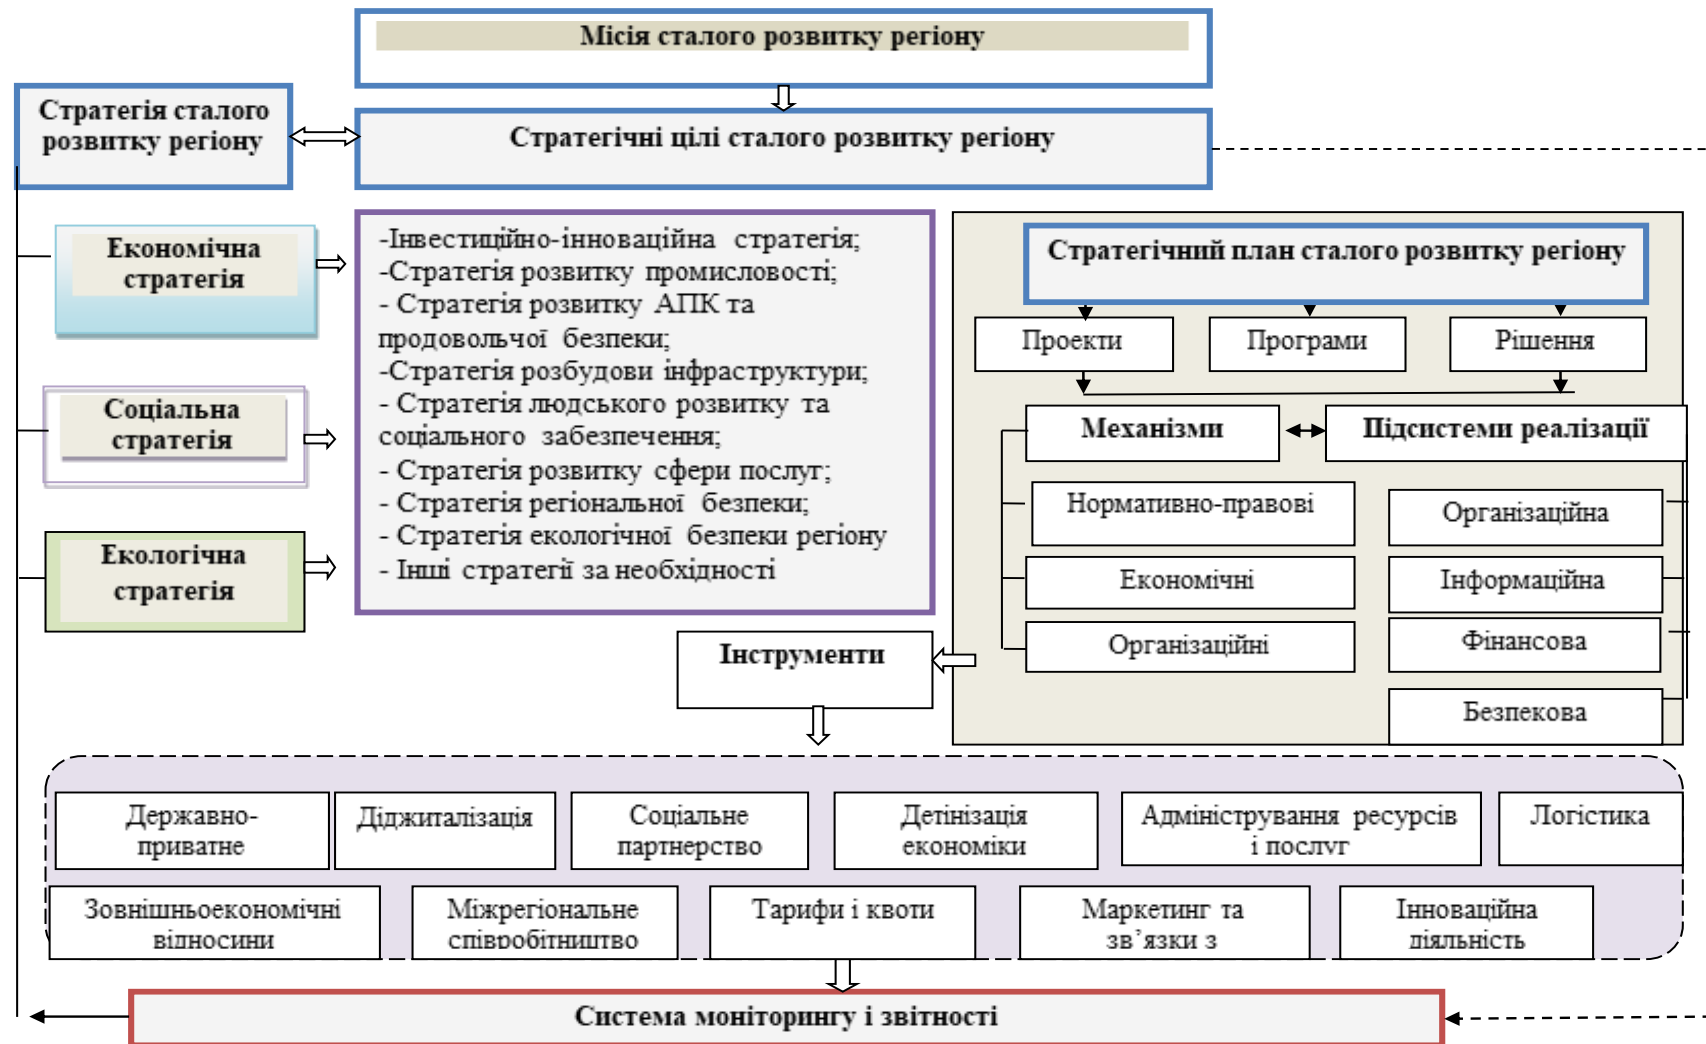 Місія сталого розвитку регіону
Стратегія сталого
розвитку регіону
Стратегічні цілі сталого розвитку регіону
Економічна
стратегія
Соціальна
стратегія
Екологічна
стратегія
-Інвестиційно-інноваційна стратегія;
-Стратегія розвитку промисловості;
- Стратегія розвитку АПК та
продовольчої безпеки;
-Стратегія розбудови інфраструктури;
- Стратегія людського розвитку та
соціального забезпечення;
- Стратегія розвитку сфери послуг;
- Стратегія регіональної безпеки;
- Стратегія екологічної безпеки регіону
- Інші стратегії за необхідності
Стратегічний план сталого розвитку регіону
Проекти
Програми
Рішення
Механізми
Підсистеми реалізації
Нормативно-правові
Економічні
Організаційні
Організаційна
Інформаційна
Фінансова
Безпекова
Інструменти
Державно-
приватне
Діджиталізація
Соціальне
партнерство
Детінізація
економіки
Адміністрування ресурсів
і послуг
Логістика
Зовнішньоекономічні
відносини
Міжрегіональне
співробітництво
Тарифи і квоти
Маркетинг та
зв’язки з
Інноваційна
діяльність
Система моніторингу і звітності